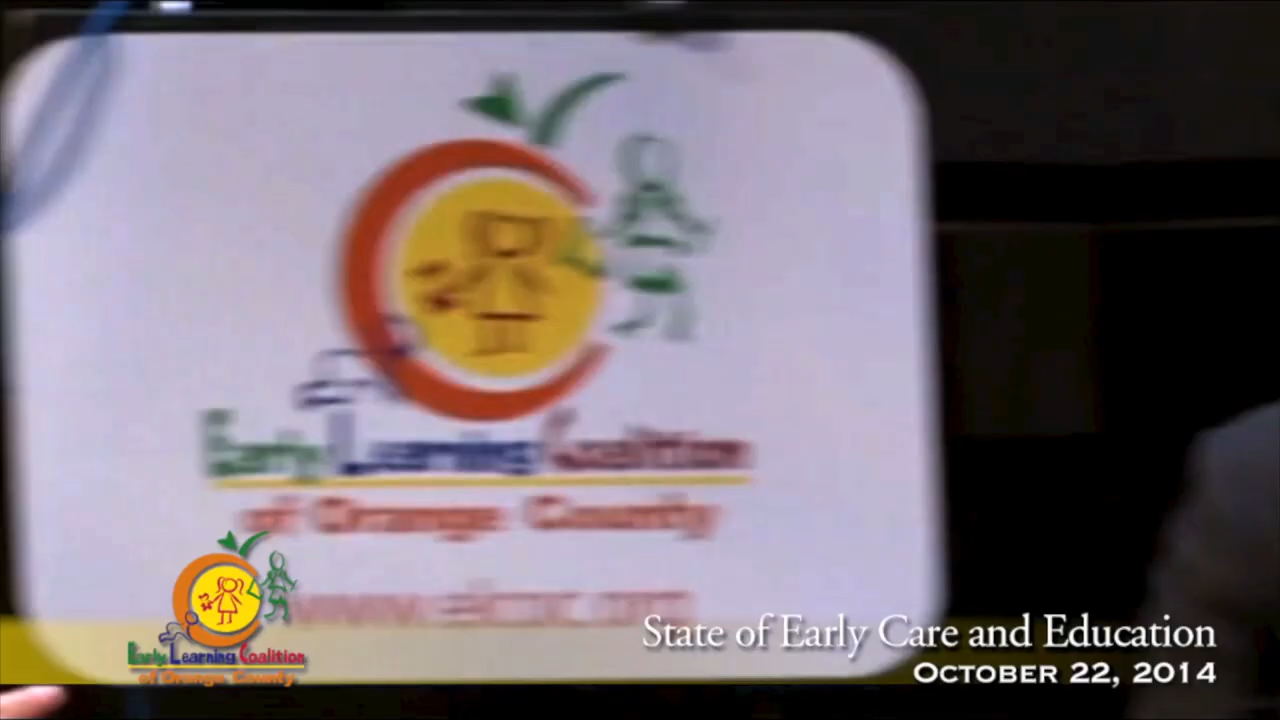 Early Learning Coalition
of Orange County
Early Learning Coalition
of Orange County
State of Early Care and Education
OCTOBER 22, 2014